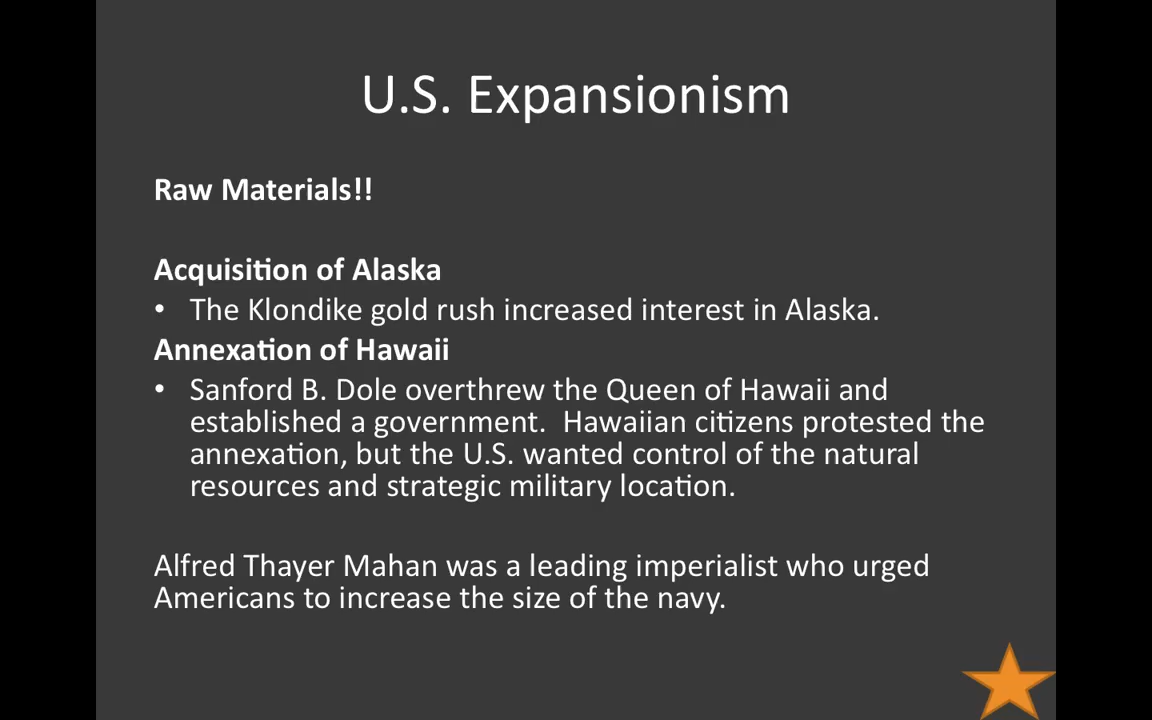 U.S. Expansionism
Raw Materials!!
Acquisition of Alaska
• The Klondike gold rush increased interest in Alaska.
Annexation of Hawaii
• Sanford B. Dole overthrew the Queen of Hawaii and
established a government.  Hawaiian citizens protested the
annexation, but the U.S. wanted control of the natural
resources and strategic military location.
Alfred Thayer Mahan was a leading imperialist who urged
Americans to increase the size of the navy.